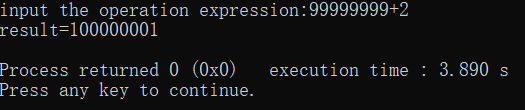 input the operation expression:99999999+2
result=100000001
Process returned 0 (0x0)   execution time : 3.890 s
Press any key to continue.